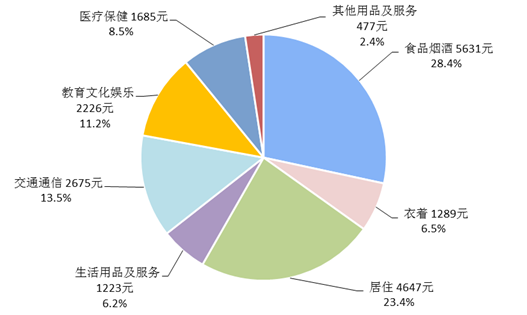 医疗保健 1685元
8.5%
其他用品及服务
477元
2.4%
食品烟酒 5631元
28.4%
教育文化娱乐
2226元
11.2%
交通通信 2675元
13.5%
衣着 1289元
6.5%
生活用品及服务
1223元
6.2%
居住 4647元
23.4%